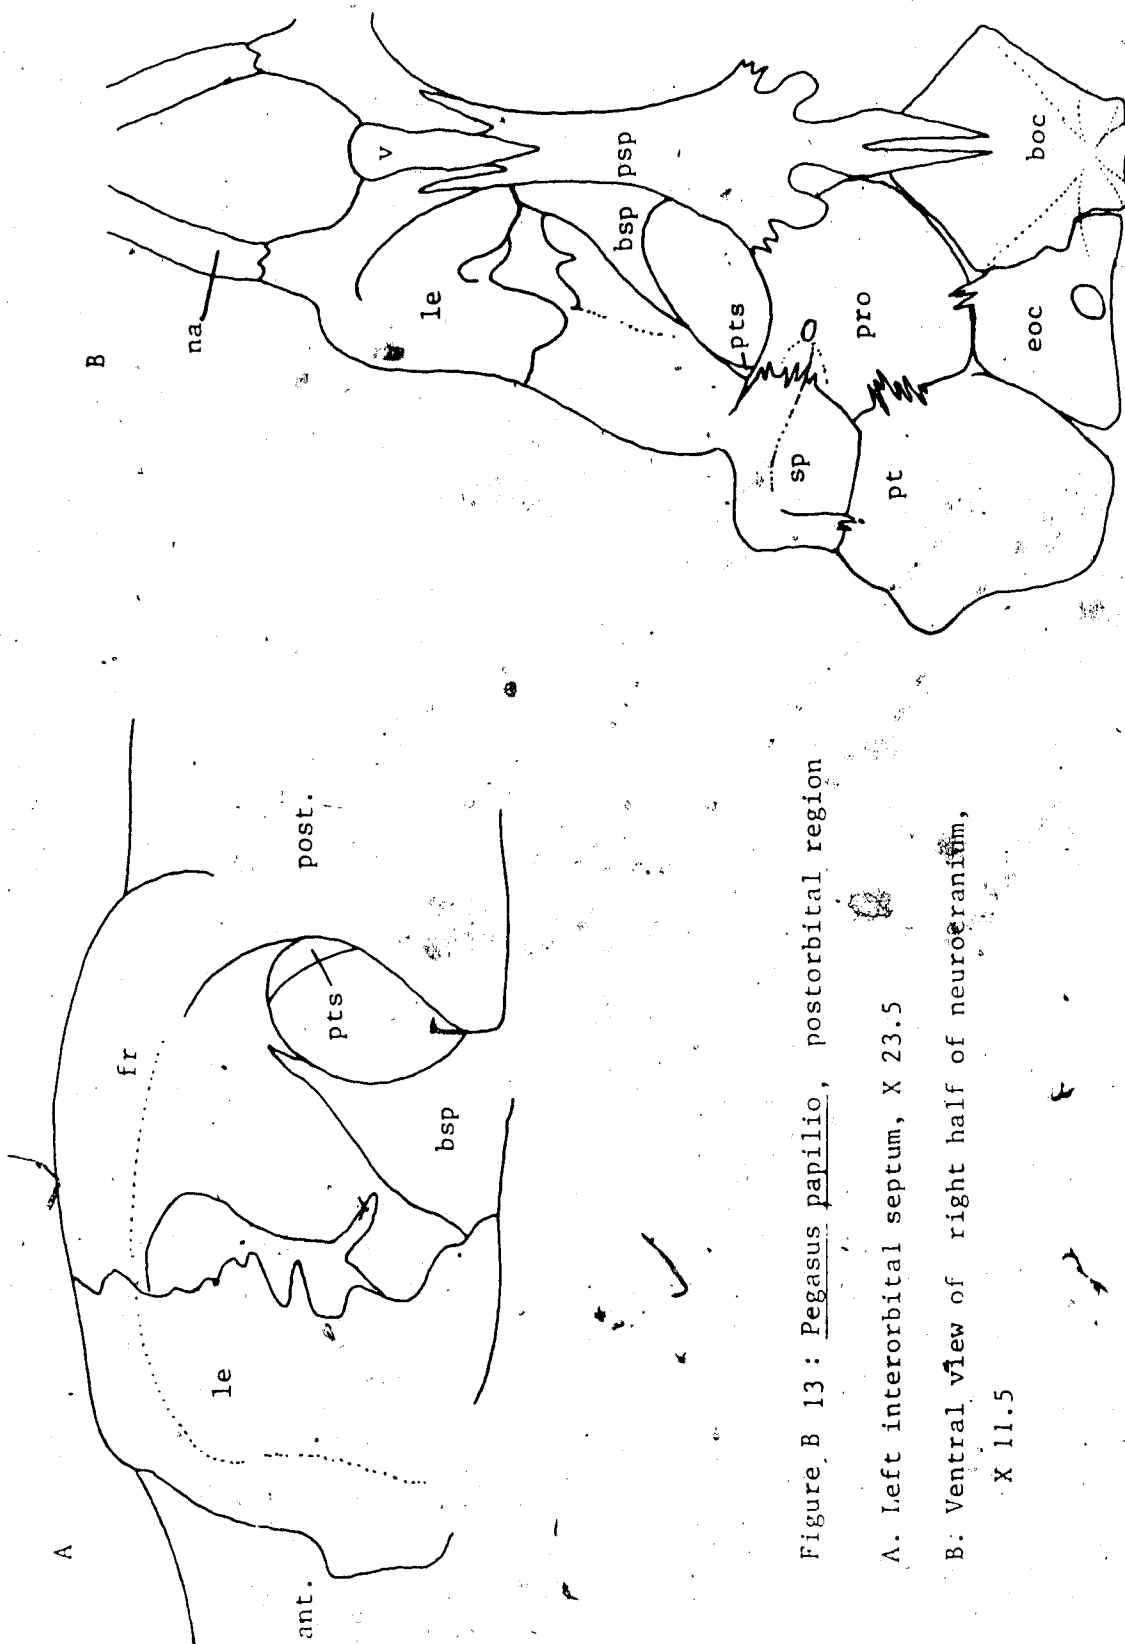 A
ant.
le
fr
pts
bsp
post.
B
na
v
le
bsp
psp
pts
sp
pro
pt
eoc
boc
Figure B 13 : Pegasus papilio, postorbital region
A. Left interorbital septum, X 23.5
B. Ventral view of right half of neurocranium,
X 11.5